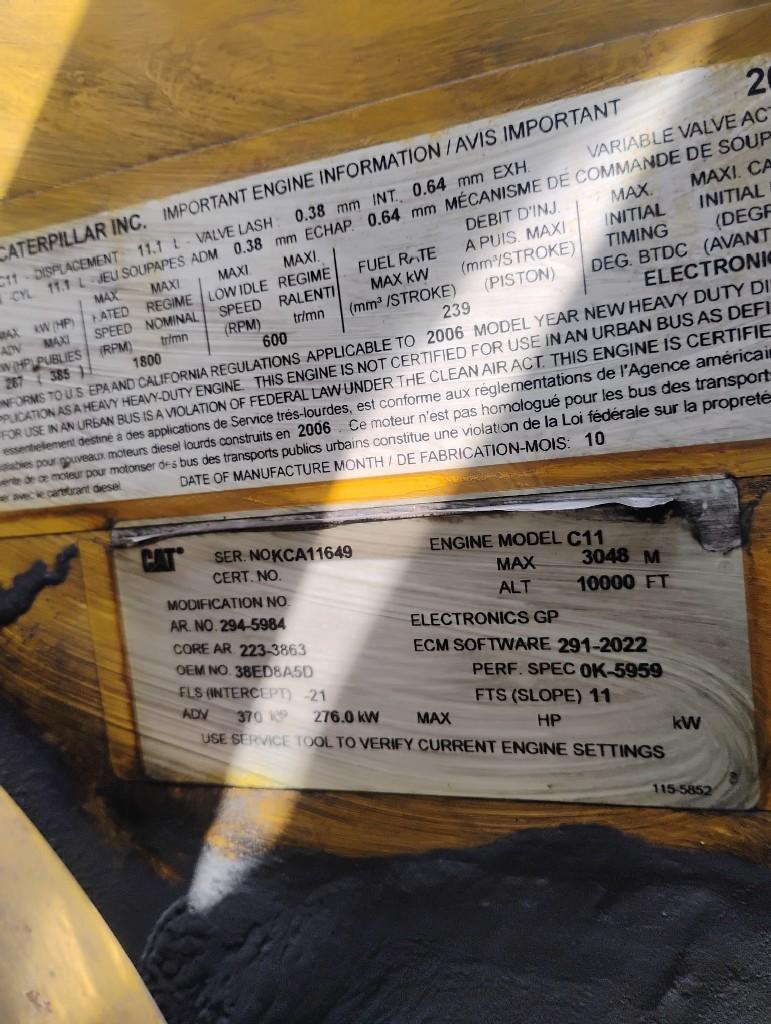 20
CATERPILLAR INC. IMPORTANT ENGINE INFORMATION / AVIS IMPORTANT
C11 DISPLACEMENT 11.1 L - VALVE LASH: 0.38 mm INT. 0.64 mm EXH. VARIABLE VALVE ACT
CYL 11.1 L - JEU SOUPAPES ADM 0.38 mm ECHAP. 0.64 mm MÉCANISME DE COMMANDE DE SOUP
MAX MAXI. MAXI MAXI. FUEL RATE DEBIT D'INJ. MAX. MAXI. CA
kW (HP) RATED REGIME LOW IDLE REGIME MAX kW A PUIS. MAXI INITIAL INITIAL
ADV MAXI SPEED NOMINAL SPEED RALENTI (mm³ /STROKE) (mm³/STROKE) TIMING (DEGR
(HP) PUBLIES (RPM) tr/mn (RPM) tr/mn (PISTON) DEG. BTDC (AVANT
287 ( 385 ) 1800 600 239 ELECTRONI
NFORMS TO U.S EPA AND CALIFORNIA REGULATIONS APPLICABLE TO 2006 MODEL YEAR NEW HEAVY DUTY DI
PPLICATION AS A HEAVY HEAVY-DUTY ENGINE. THIS ENGINE IS NOT CERTIFIED FOR USE IN AN URBAN BUS AS DEFI
FOR USE IN AN URBAN BUS IS A VIOLATION OF FEDERAL LAW UNDER THE CLEAN AIR ACT. THIS ENGINE IS CERTIFIE
essentiellement destine a des applications de Service très-lourdes, est conforme aux réglementations de l'Agence américai
pour nouveaux moteurs diesel lourds construits en 2006 . Ce moteur n'est pas homologué pour les bus des transport
vente de ce moteur pour motoriser des bus des transports publics urbains constitue une violation de la Loi fédérale sur la propreté
avec le carburant diesel. DATE OF MANUFACTURE MONTH / DE FABRICATION-MOIS: 10
CAT SER. NO KCA11649 ENGINE MODEL C11
CERT. NO. MAX 3048 M
MODIFICATION NO ALT 10000 FT
AR. NO. 294-5984 ELECTRONICS GP
CORE AR 223-3863 ECM SOFTWARE 291-2022
OEM NO. 38ED8A5D PERF. SPEC 0K-5959
FLS (INTERCEPT) -21 FTS (SLOPE) 11
ADV 370 HP 276.0 kW MAX HP kW
USE SERVICE TOOL TO VERIFY CURRENT ENGINE SETTINGS
115-5852